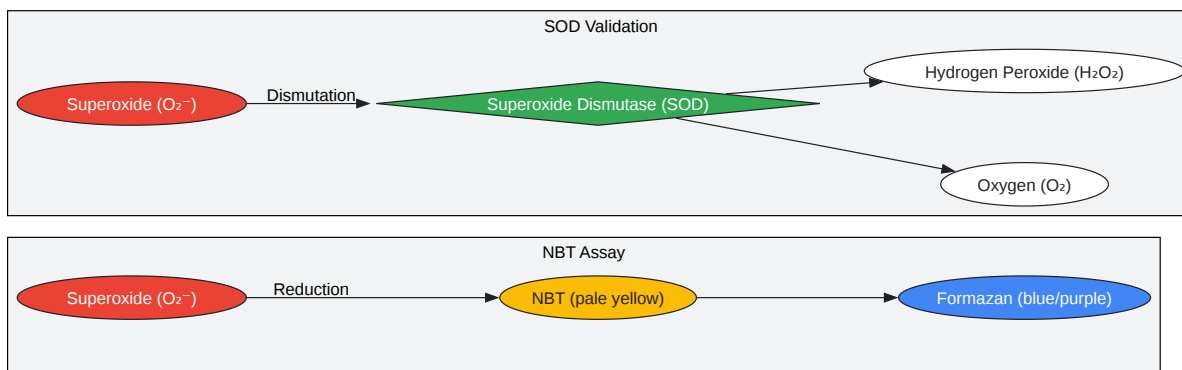 SOD Validation
Superoxide (O₂⁻)
Dismutation
Superoxide Dismutase (SOD)
Hydrogen Peroxide (H₂O₂)
Oxygen (O₂)
NBT Assay
Superoxide (O₂⁻)
Reduction
NBT (pale yellow)
Formazan (blue/purple)